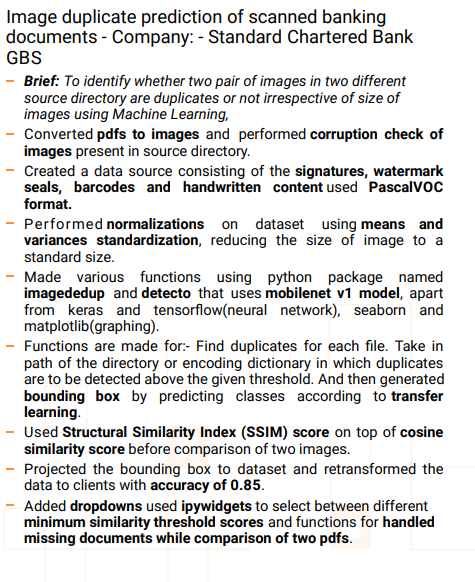 Image duplicate prediction of scanned banking
documents - Company: - Standard Chartered Bank
GBS
– Brief: To identify whether two pair of images in two different
source directory are duplicates or not irrespective of size of
images using Machine Learning,
– Converted pdfs to images and performed corruption check of
images present in source directory.
– Created a data source consisting of the signatures, watermark
seals, barcodes and handwritten content used PascalVOC
format.
– Performed normalizations on dataset using means and
variances standardization, reducing the size of image to a
standard size.
– Made various functions using python package named
imagededup and detecto that uses mobilenet v1 model, apart
from keras and tensorflow(neural network), seaborn and
matplotlib(graphing).
– Functions are made for:- Find duplicates for each file. Take in
path of the directory or encoding dictionary in which duplicates
are to be detected above the given threshold. And then generated
bounding box by predicting classes according to transfer
learning.
– Used Structural Similarity Index (SSIM) score on top of cosine
similarity score before comparison of two images.
– Projected the bounding box to dataset and retransformed the
data to clients with accuracy of 0.85.
– Added dropdowns used ipywidgets to select between different
minimum similarity threshold scores and functions for handled
missing documents while comparison of two pdfs.